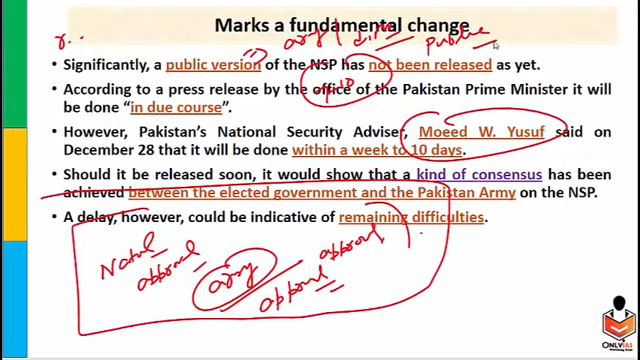 Marks a fundamental change
army public
Significantly, a public version of the NSP has not been released as yet.
According to a press release by the office of the Pakistan Prime Minister it will
be done "in due course".
However, Pakistan's National Security Adviser, Moeed W. Yusuf said on
December 28 that it will be done within a week to 10 days.
Should it be released soon, it would show that a kind of consensus has been
achieved between the elected government and the Pakistan Army on the NSP.
A delay, however, could be indicative of remaining difficulties.
approval army approval
approval
ONLYIAS